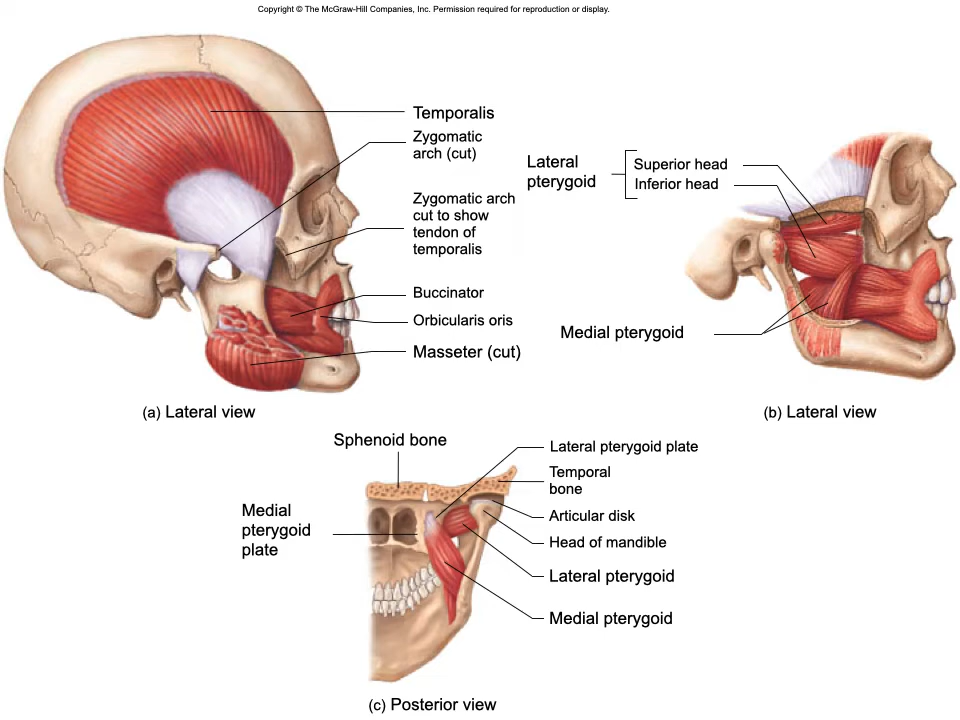 Copyright © The McGraw-Hill Companies, Inc. Permission required for reproduction or display.
Temporalis
Zygomatic
arch (cut)
Zygomatic arch
cut to show
tendon of
temporalis
Buccinator
Orbicularis oris
Masseter (cut)
(a) Lateral view
Lateral
pterygoid
Superior head
Inferior head
Medial pterygoid
(b) Lateral view
Sphenoid bone
Medial
pterygoid
plate
Lateral pterygoid plate
Temporal
bone
Articular disk
Head of mandible
Lateral pterygoid
Medial pterygoid
(c) Posterior view